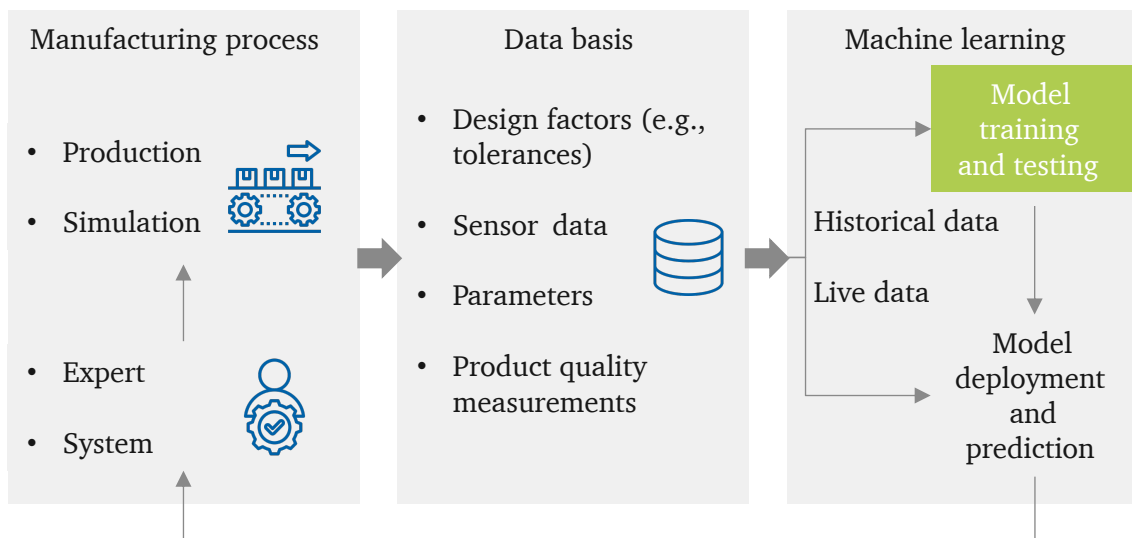 Manufacturing process
• Production
• Simulation
• Expert
• System
Data basis
• Design factors (e.g.,
tolerances)
• Sensor data
• Parameters
• Product quality
measurements
Machine learning
Model
training
and testing
Historical data
Live data
Model
deployment
and
prediction